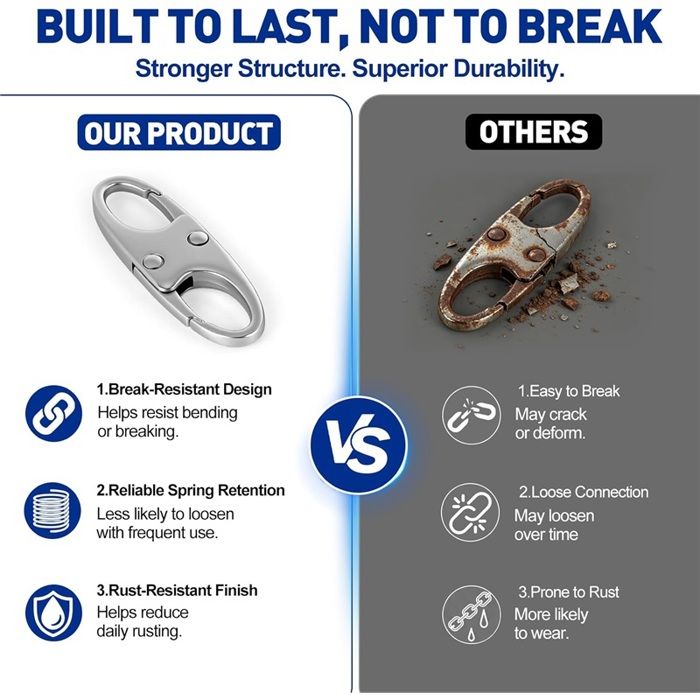 BUILT TO LAST, NOT TO BREAK
Stronger Structure. Superior Durability.
OUR PRODUCT
1.Break-Resistant Design
Helps resist bending
or breaking.
2.Reliable Spring Retention
Less likely to loosen
with frequent use.
3.Rust-Resistant Finish
Helps reduce
daily rusting.
VS
OTHERS
1.Easy to Break
May crack
or deform.
2.Loose Connection
May loosen
over time
3.Prone to Rust
More likely
to wear.